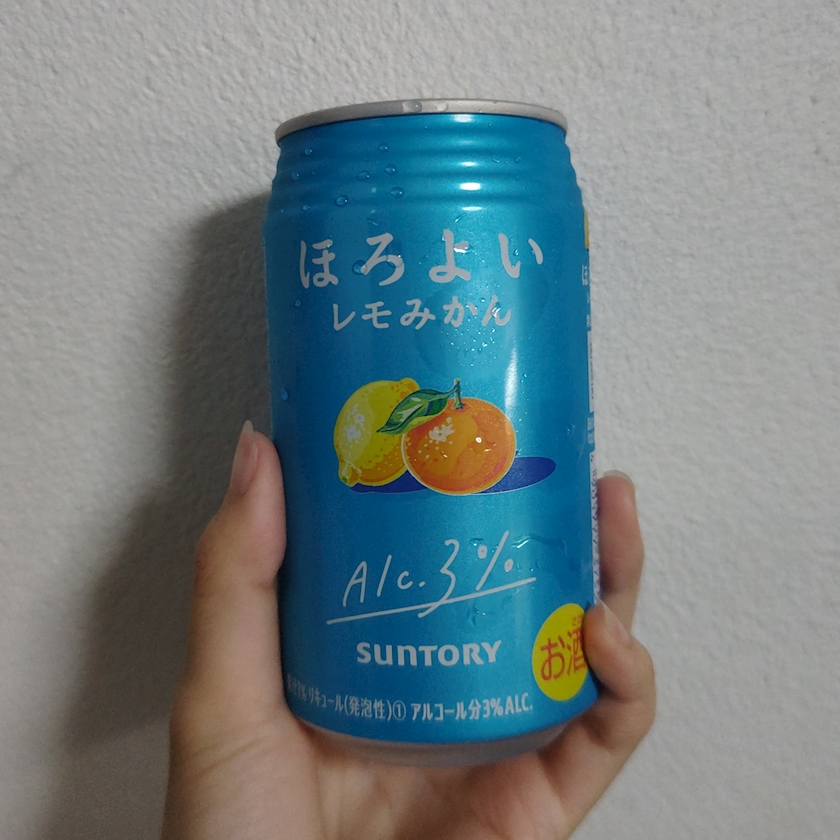 ほろよい
レモみかん
Alc.3%
SUNTORY
お酒
リキュール(発泡性)① アルコール分3%ALC.